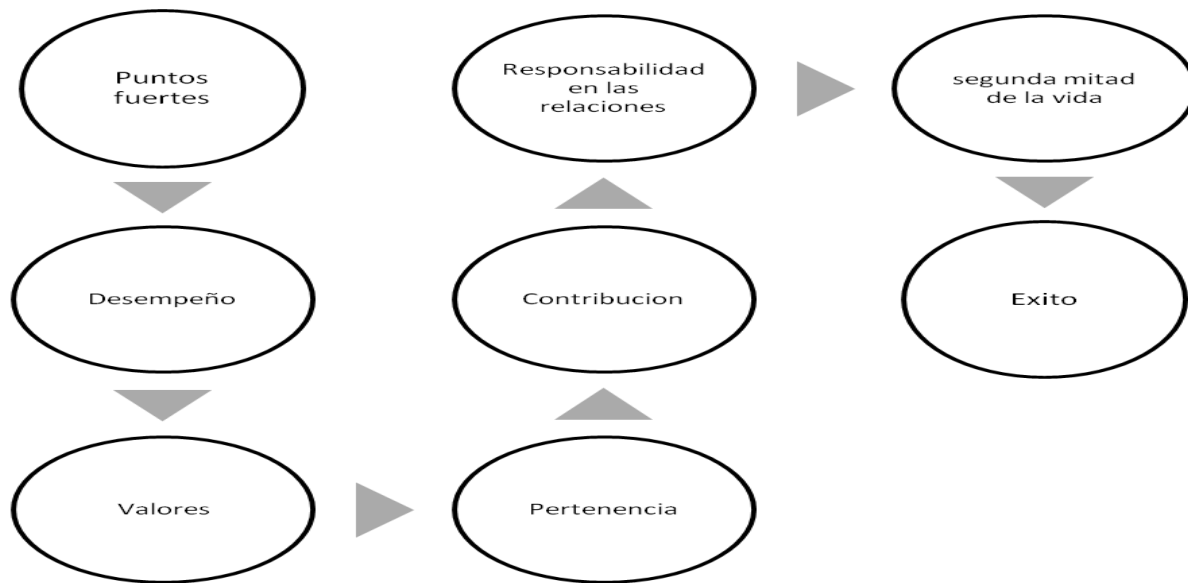 Puntos
fuertes
Desempeño
Valores
Pertenencia
Contribucion
Responsabilidad
en las
relaciones
segunda mitad
de la vida
Exito